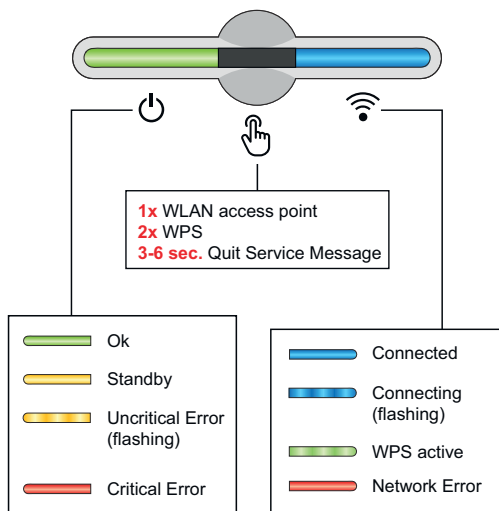 1x WLAN access point
2x WPS
3-6 sec. Quit Service Message
Ok
Standby
Uncritical Error
(flashing)
Critical Error
Connected
Connecting
(flashing)
WPS active
Network Error